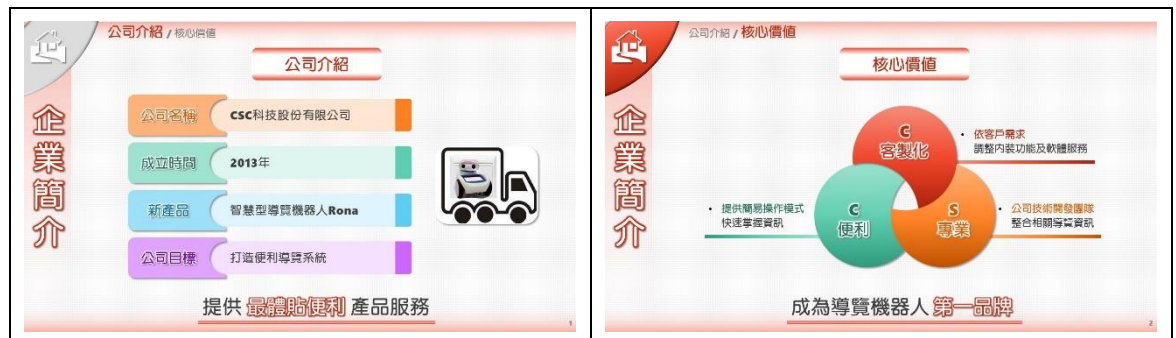 公司介紹 / 核心價值
公司介紹
企業簡介
公司名稱
CSC科技股份有限公司
成立時間
2013年
新產品
智慧型導覽機器人Rona
公司目標
打造便利導覽系統
提供 最體貼便利 產品服務
1
公司介紹 / 核心價值
核心價值
企業簡介
C
客製化
• 依客戶需求
調整內裝功能及軟體服務
• 提供簡易操作模式
快速掌握資訊
C
便利
S
專業
• 公司技術開發團隊
整合相關導覽資訊
成為導覽機器人 第一品牌
2